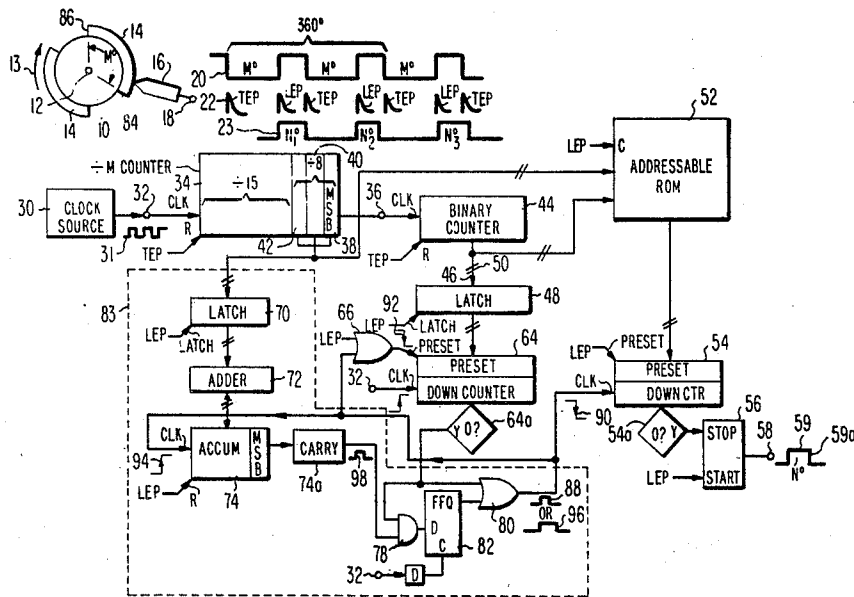 86
14
360°
M°
16
M°
M°
M°
13
20
LEP
LEP
LEP
22
TEP
TEP
TEP
TEP
12
18
14
10
84
23
N°1
N°2
N°3
÷M COUNTER
÷8
40
52
LEP
C
ADDRESSABLE
ROM
34
÷15
30
32
CLK
M
S
B
36
CLK
BINARY
COUNTER
44
CLOCK
SOURCE
R
31
TEP
42
38
TEP
R
46
50
83
LATCH
70
LATCH
48
LEP
LATCH
66
92
LEP
LATCH
LEP
PRESET
64
LEP
PRESET
54
ADDER
72
PRESET
PRESET
32
CLK
DOWN COUNTER
CLK
DOWN CTR
56
90
Y
0?
64a
54a
0?
Y
STOP
58
59
59a
CLK
ACCUM
M
S
B
CARRY
LEP
START
N°
94
98
LEP
R
74
74a
FFQ
88
OR
96
D
80
78
C
82
32
D